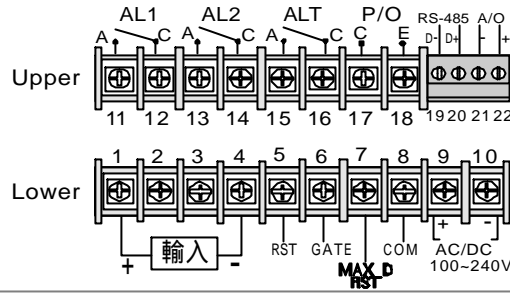 AL1 AL2 ALT P/O RS-485 A/O
A C A C A C C E D- D+ - +
Upper
11 12 13 14 15 16 17 18 19 20 21 22
1 2 3 4 5 6 7 8 9 10
Lower
+ 輸入 - RST GATE MAX_D COM + -
RST AC/DC
100~240V